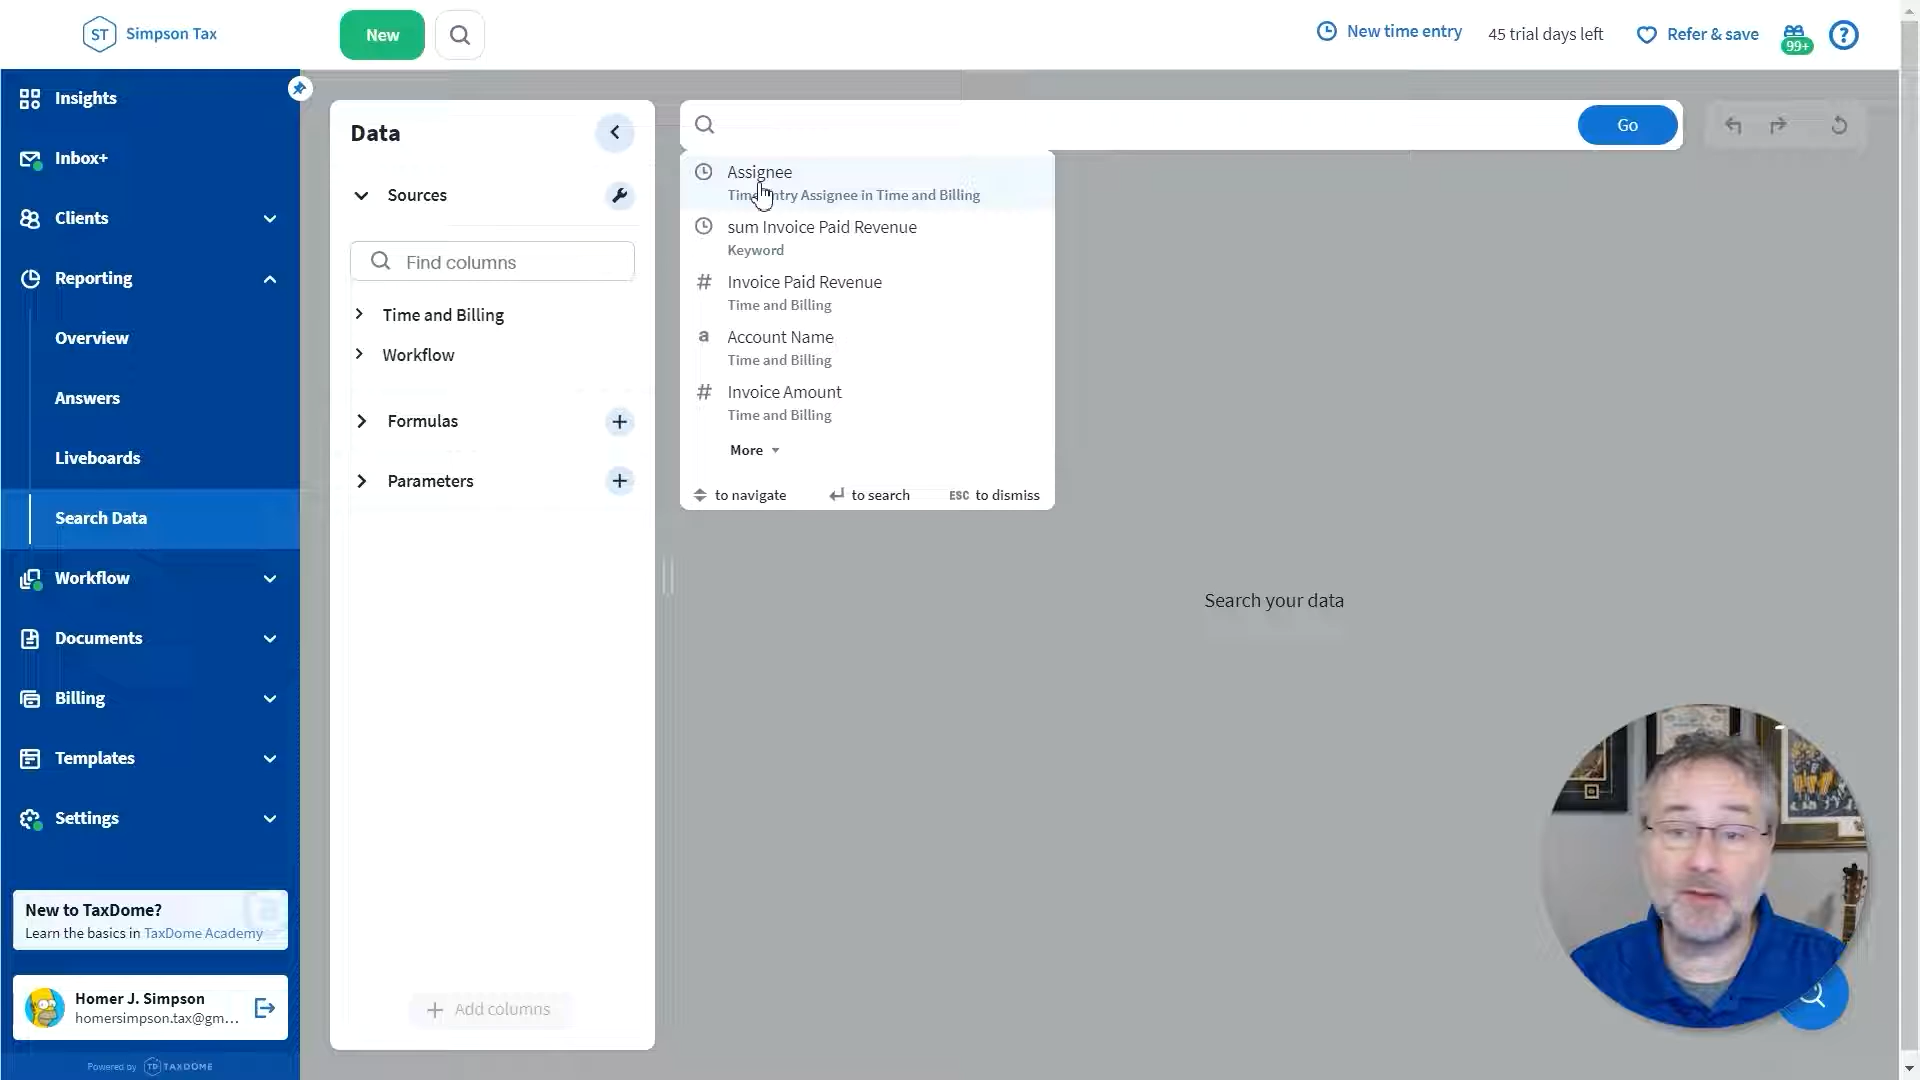 ST Simpson Tax
New
New time entry
45 trial days left
Refer & save
99+
?
Insights
Inbox+
Clients
Reporting
Overview
Answers
Liveboards
Search Data
Workflow
Documents
Billing
Templates
Settings
New to TaxDome?
Learn the basics in TaxDome Academy
Homer J. Simpson
homersimpson.tax@gm...
Powered by TD TAXDOME
Data
Sources
Find columns
Time and Billing
Workflow
Formulas
Parameters
Add columns
Go
Assignee
Time Entry Assignee in Time and Billing
sum Invoice Paid Revenue
Keyword
# Invoice Paid Revenue
Time and Billing
a Account Name
Time and Billing
# Invoice Amount
Time and Billing
More
to navigate
to search
ESC to dismiss
Search your data